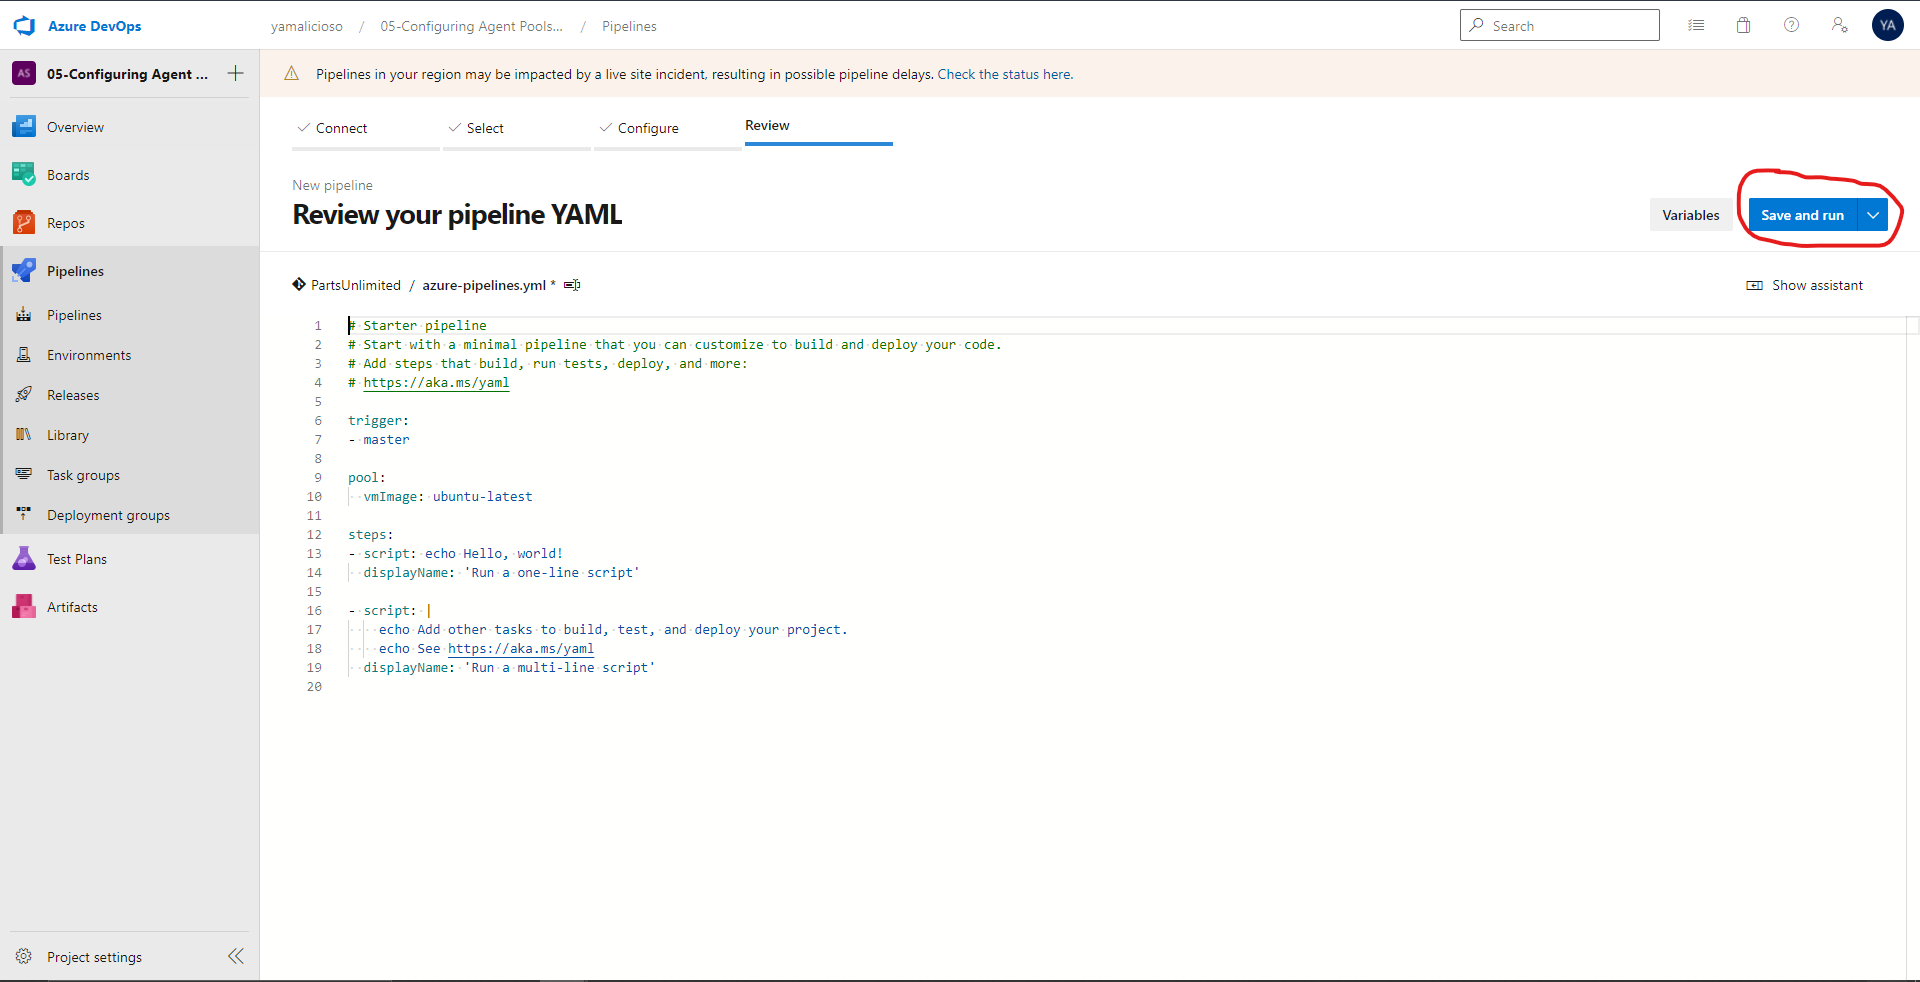 Azure DevOps
yamalicioso / 05-Configuring Agent Pools... / Pipelines
Search
YA
AS 05-Configuring Agent ...
Pipelines in your region may be impacted by a live site incident, resulting in possible pipeline delays. Check the status here.
Overview
Boards
Repos
Pipelines
Pipelines
Environments
Releases
Library
Task groups
Deployment groups
Test Plans
Artifacts
Project settings
Connect
Select
Configure
Review
New pipeline
Review your pipeline YAML
Variables
Save and run
PartsUnlimited / azure-pipelines.yml *
Show assistant
1 # Starter pipeline
2 # Start with a minimal pipeline that you can customize to build and deploy your code.
3 # Add steps that build, run tests, deploy, and more:
4 # https://aka.ms/yaml
5
6 trigger:
7 - master
8
9 pool:
10   vmImage: ubuntu-latest
11
12 steps:
13 - script: echo Hello, world!
14   displayName: 'Run a one-line script'
15
16 - script: |
17     echo Add other tasks to build, test, and deploy your project.
18     echo See https://aka.ms/yaml
19   displayName: 'Run a multi-line script'
20